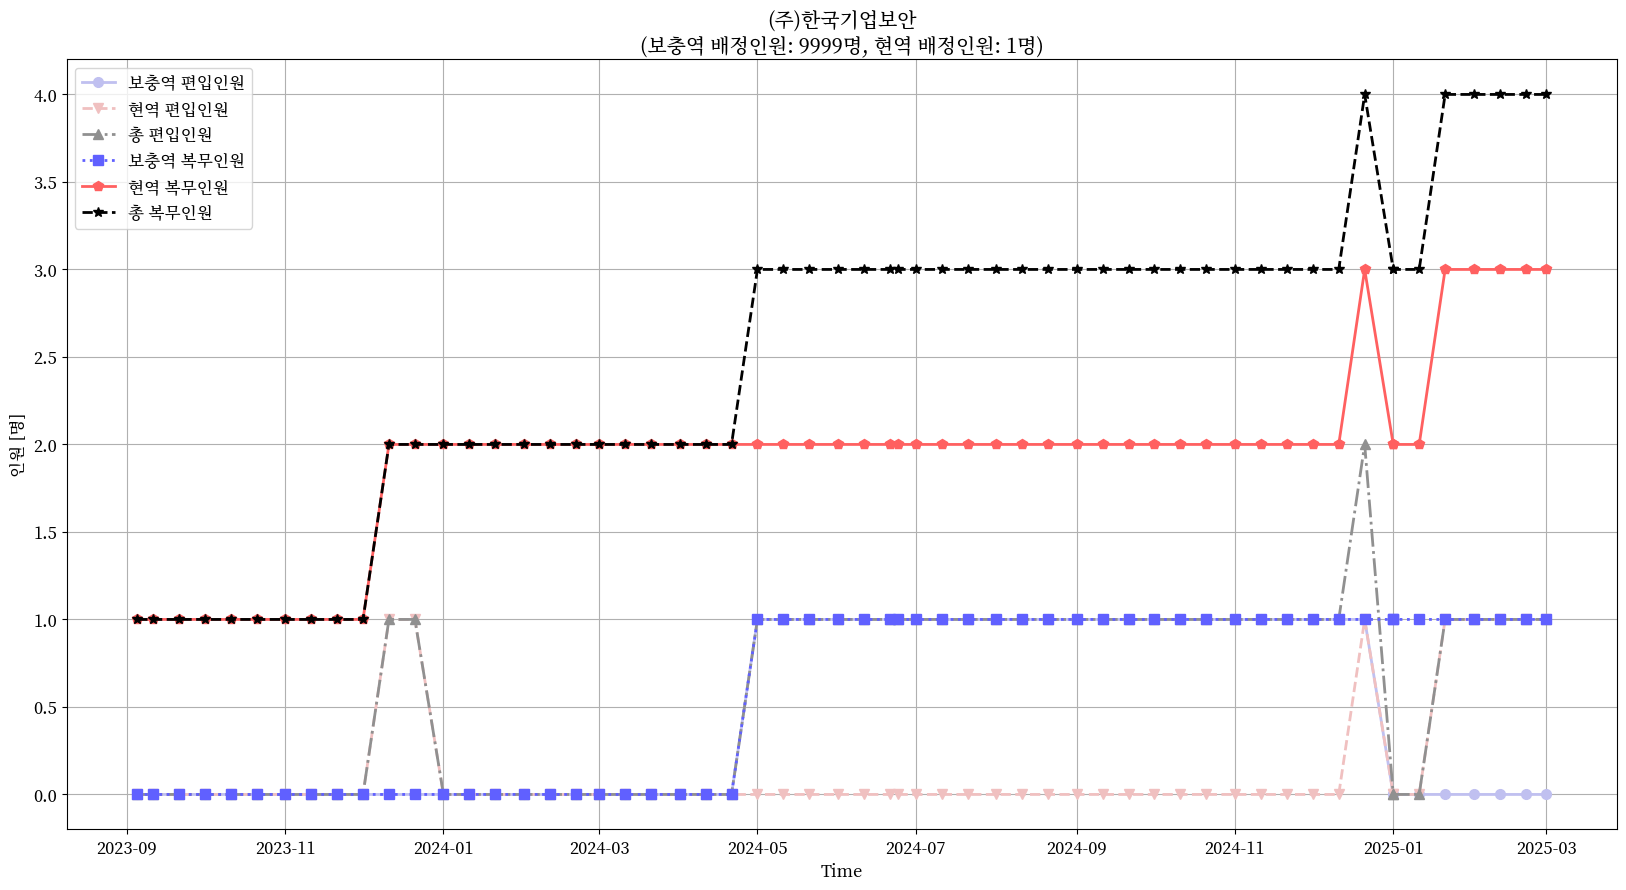 (주)한국기업보안
(보충역 배정인원: 9999명, 현역 배정인원: 1명)
보충역 편입인원
현역 편입인원
총 편입인원
보충역 복무인원
현역 복무인원
총 복무인원
4.0
3.5
3.0
2.5
2.0
1.5
1.0
0.5
0.0
인원 [명]
2023-09 2023-11 2024-01 2024-03 2024-05 2024-07 2024-09 2024-11 2025-01 2025-03
Time